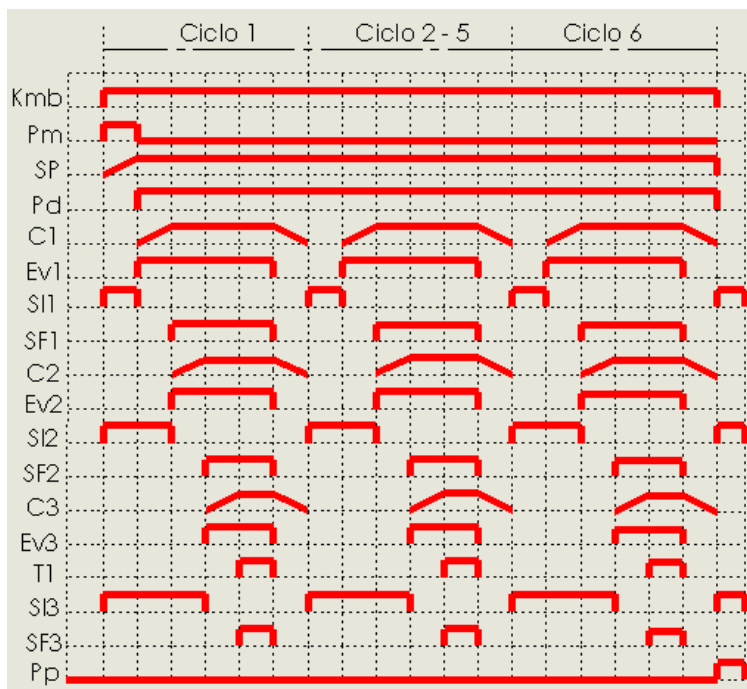 Ciclo 1 Ciclo 2 - 5 Ciclo 6
Kmb
Pm
SP
Pd
C1
Ev1
SI1
SF1
C2
Ev2
SI2
SF2
C3
Ev3
T1
SI3
SF3
Pp